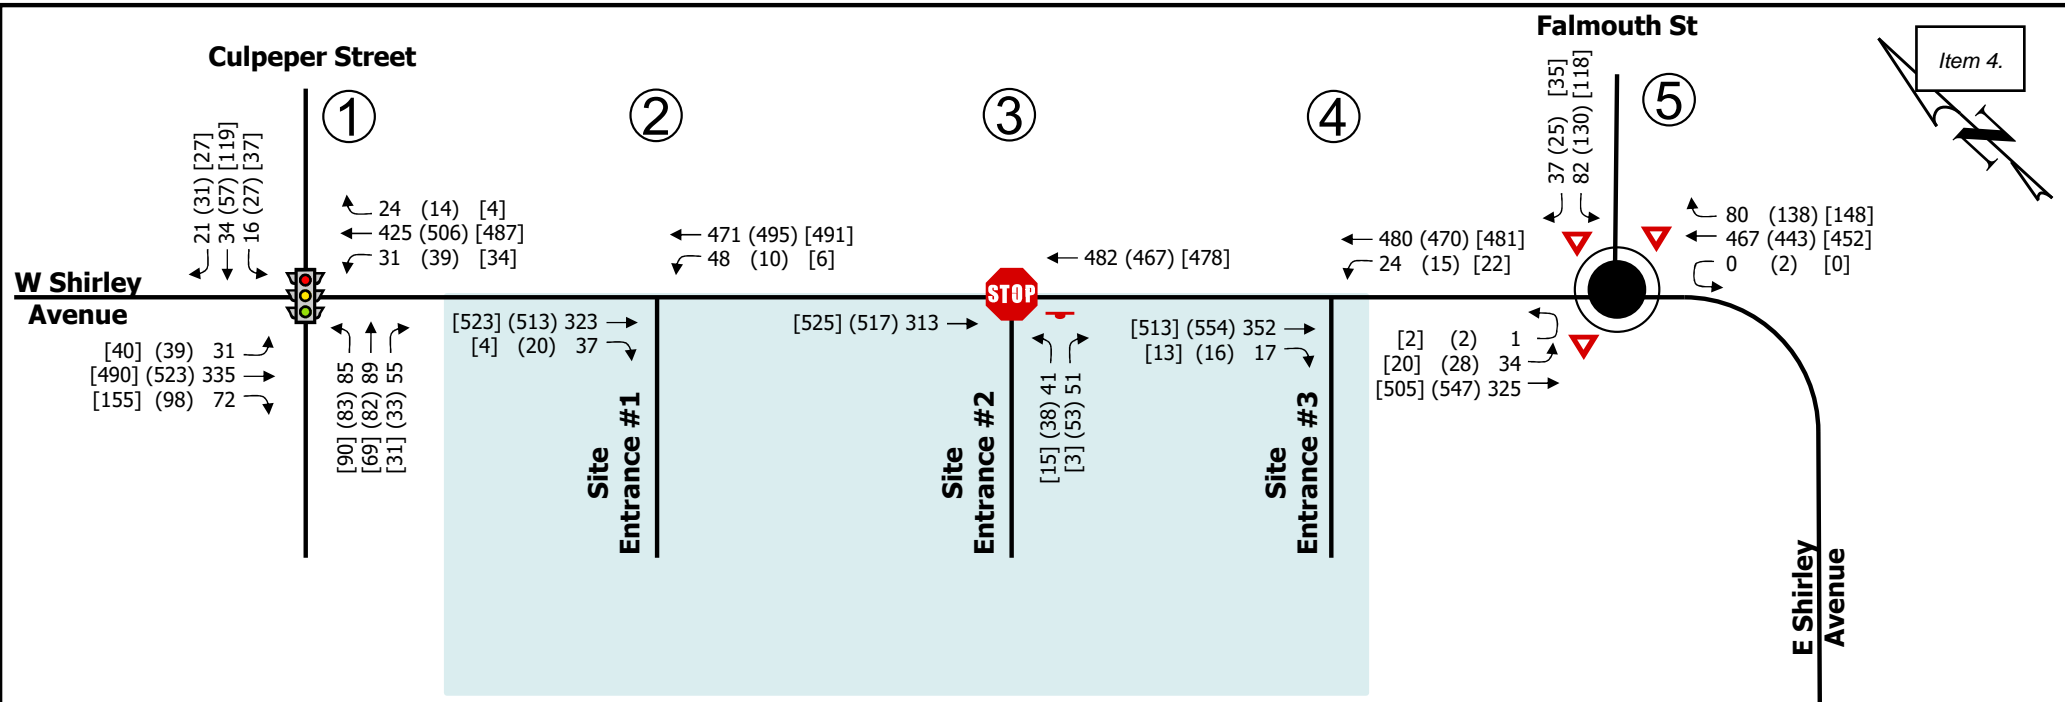 Item 4.
Culpeper Street
Falmouth St
1
2
3
4
5
21 (31) [27]
34 (57) [119]
16 (27) [37]
24 (14) [4]
425 (506) [487]
31 (39) [34]
W Shirley
Avenue
[40] (39) 31
[490] (523) 335
[155] (98) 72
[90] (83) 85
[69] (82) 89
[31] (33) 55
471 (495) [491]
48 (10) [6]
[523] (513) 323
[4] (20) 37
Site
Entrance #1
482 (467) [478]
STOP
[525] (517) 313
[15] (38) 41
[3] (53) 51
Site
Entrance #2
480 (470) [481]
24 (15) [22]
[513] (554) 352
[13] (16) 17
Site
Entrance #3
37 (25) [35]
82 (130) [118]
80 (138) [148]
467 (443) [452]
0 (2) [0]
[2] (2) 1
[20] (28) 34
[505] (547) 325
E Shirley
Avenue
N